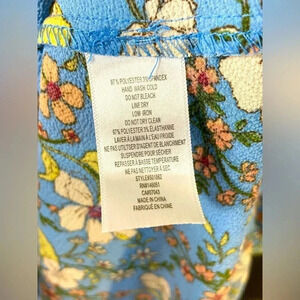 97% POLYESTER 3% SPANDEX
HAND WASH COLD
DO NOT BLEACH
LINE DRY
LOW IRON
DO NOT DRY CLEAN
97% POLYESTER 3% ELASTHANNE
LAVER À LA MAIN À L'EAU FROIDE
NE PAS UTILISER D'AGENT DE BLANCHIMENT
SUSPENDRE POUR SÉCHER
REPASSER À BASSE TEMPÉRATURE
NE PAS NETTOYER À SEC
MADE IN CHINA
FABRIQUÉ EN CHINE